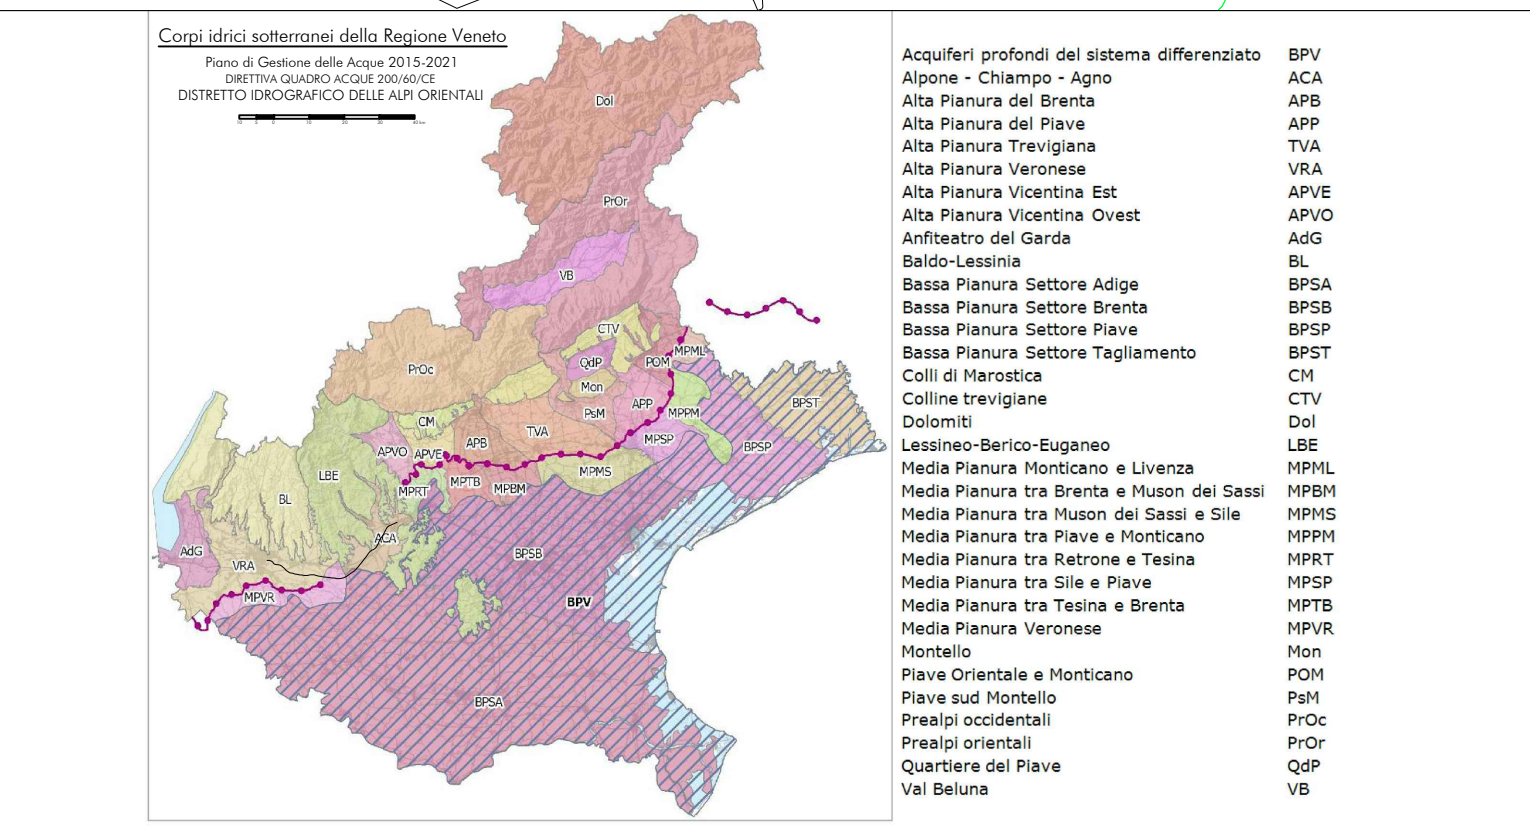 Corpi idrici sotterranei della Regione Veneto
Piano di Gestione delle Acque 2015-2021
DIRETTIVA QUADRO ACQUE 200/60/CE
DISTRETTO IDROGRAFICO DELLE ALPI ORIENTALI
Dol
PrOr
VB
CTV
MPML
QdP
POM
PrOc
Mon
APP
BPST
PsM
MPPM
CM
TVA
MPSP
APB
BPSP
APVO
APVE
LBE
MPMS
MPTB
MPRT
MPBM
BL
ACA
AdG
BPSB
VRA
MPVR
BPV
BPSA
Acquiferi profondi del sistema differenziato BPV
Alpone - Chiampo - Agno ACA
Alta Pianura del Brenta APB
Alta Pianura del Piave APP
Alta Pianura Trevigiana TVA
Alta Pianura Veronese VRA
Alta Pianura Vicentina Est APVE
Alta Pianura Vicentina Ovest APVO
Anfiteatro del Garda AdG
Baldo-Lessinia BL
Bassa Pianura Settore Adige BPSA
Bassa Pianura Settore Brenta BPSB
Bassa Pianura Settore Piave BPSP
Bassa Pianura Settore Tagliamento BPST
Colli di Marostica CM
Colline trevigiane CTV
Dolomiti Dol
Lessineo-Berico-Euganeo LBE
Media Pianura Monticano e Livenza MPML
Media Pianura tra Brenta e Muson dei Sassi MPBM
Media Pianura tra Muson dei Sassi e Sile MPMS
Media Pianura tra Piave e Monticano MPPM
Media Pianura tra Retrone e Tesina MPRT
Media Pianura tra Sile e Piave MPSP
Media Pianura tra Tesina e Brenta MPTB
Media Pianura Veronese MPVR
Montello Mon
Piave Orientale e Monticano POM
Piave sud Montello PsM
Prealpi occidentali PrOc
Prealpi orientali PrOr
Quartiere del Piave QdP
Val Beluna VB